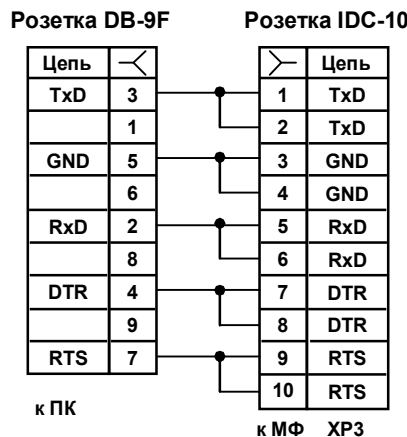 Розетка DB-9F Розетка IDC-10
Цепь Цепь
TxD 3 1 TxD
1 2 TxD
GND 5 3 GND
6 4 GND
RxD 2 5 RxD
8 6 RxD
DTR 4 7 DTR
9 8 DTR
RTS 7 9 RTS
10 RTS
к ПК
к МФ XP3